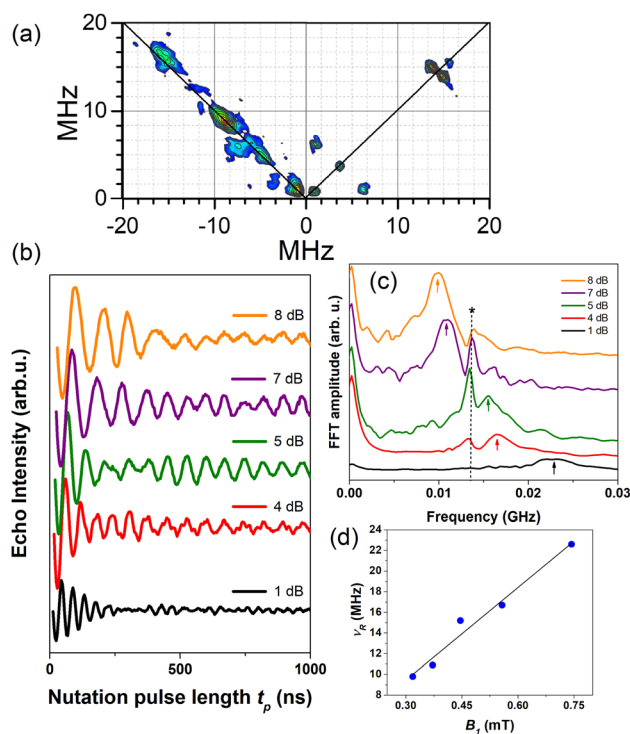 (a)
MHz
20
10
0
-20
-10
0
10
20
MHz
(b)
Echo Intensity (arb.u.)
8 dB
7 dB
5 dB
4 dB
1 dB
0
500
1000
Nutation pulse length tp (ns)
(c)
FFT amplitude (arb. u.)
*
8 dB
7 dB
5 dB
4 dB
1 dB
0.00
0.01
0.02
0.03
Frequency (GHz)
(d)
νR (MHz)
24
22
20
18
16
14
12
10
8
0.30
0.45
0.60
0.75
B1 (mT)